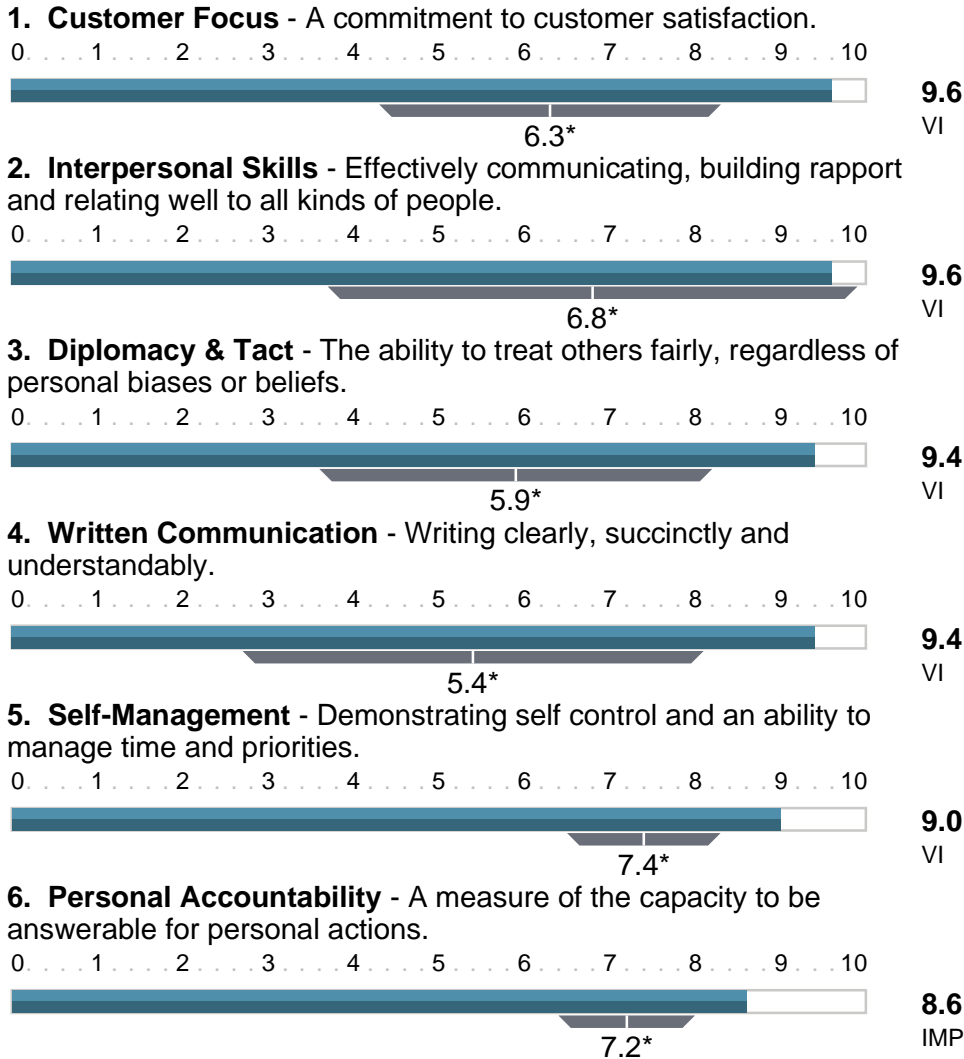 1. Customer Focus - A commitment to customer satisfaction.
0. . . . 1 . . . . 2 . . . . 3 . . . . 4 . . . . 5 . . . . 6 . . . . 7 . . . . 8 . . . . 9 . . . 10
9.6
VI
6.3*
2. Interpersonal Skills - Effectively communicating, building rapport
and relating well to all kinds of people.
0. . . . 1 . . . . 2 . . . . 3 . . . . 4 . . . . 5 . . . . 6 . . . . 7 . . . . 8 . . . . 9 . . . 10
9.6
VI
6.8*
3. Diplomacy & Tact - The ability to treat others fairly, regardless of
personal biases or beliefs.
0. . . . 1 . . . . 2 . . . . 3 . . . . 4 . . . . 5 . . . . 6 . . . . 7 . . . . 8 . . . . 9 . . . 10
9.4
VI
5.9*
4. Written Communication - Writing clearly, succinctly and
understandably.
0. . . . 1 . . . . 2 . . . . 3 . . . . 4 . . . . 5 . . . . 6 . . . . 7 . . . . 8 . . . . 9 . . . 10
9.4
VI
5.4*
5. Self-Management - Demonstrating self control and an ability to
manage time and priorities.
0. . . . 1 . . . . 2 . . . . 3 . . . . 4 . . . . 5 . . . . 6 . . . . 7 . . . . 8 . . . . 9 . . . 10
9.0
VI
7.4*
6. Personal Accountability - A measure of the capacity to be
answerable for personal actions.
0. . . . 1 . . . . 2 . . . . 3 . . . . 4 . . . . 5 . . . . 6 . . . . 7 . . . . 8 . . . . 9 . . . 10
8.6
IMP
7.2*